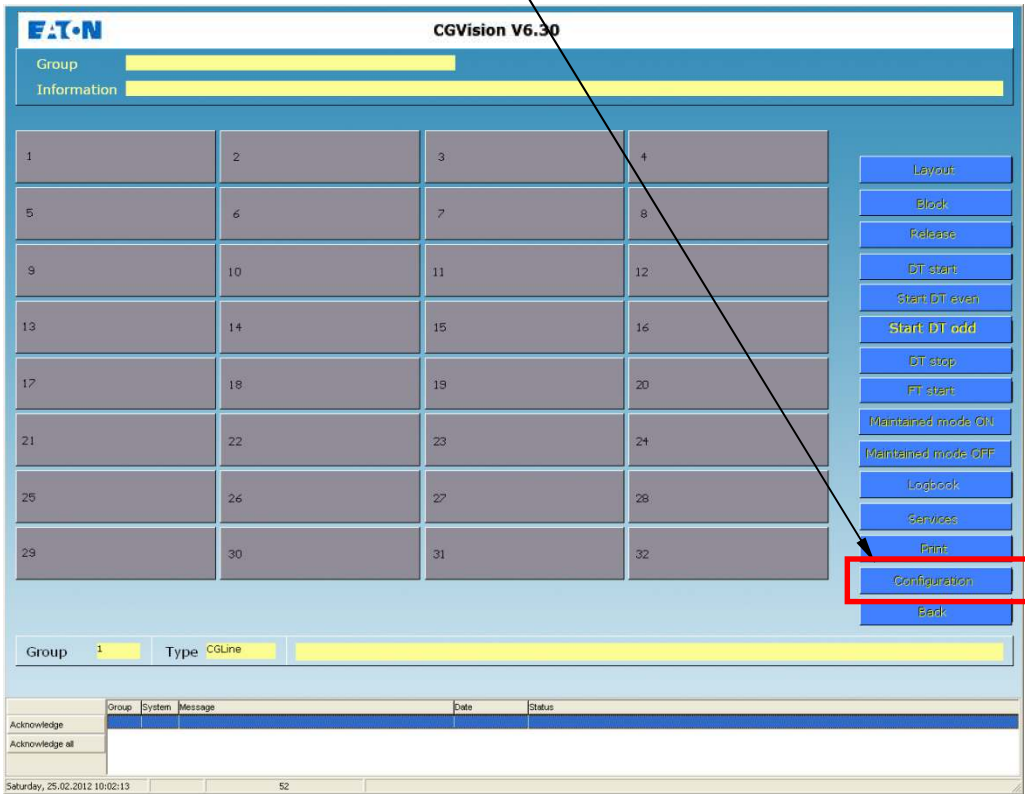 EATON CGVision V6.30
Group
Information
1 2 3 4
5 6 7 8
9 10 11 12
13 14 15 16
17 18 19 20
21 22 23 24
25 26 27 28
29 30 31 32
Layout
Block
Release
DT start
Start DT even
Start DT odd
DT stop
FT start
Maintained mode ON
Maintained mode OFF
Logbook
Services
Print
Configuration
Back
Group 1 Type CGLine
Group System Message Date Status
Acknowledge
Acknowledge all
Saturday, 25.02.2012 10:02:13 52